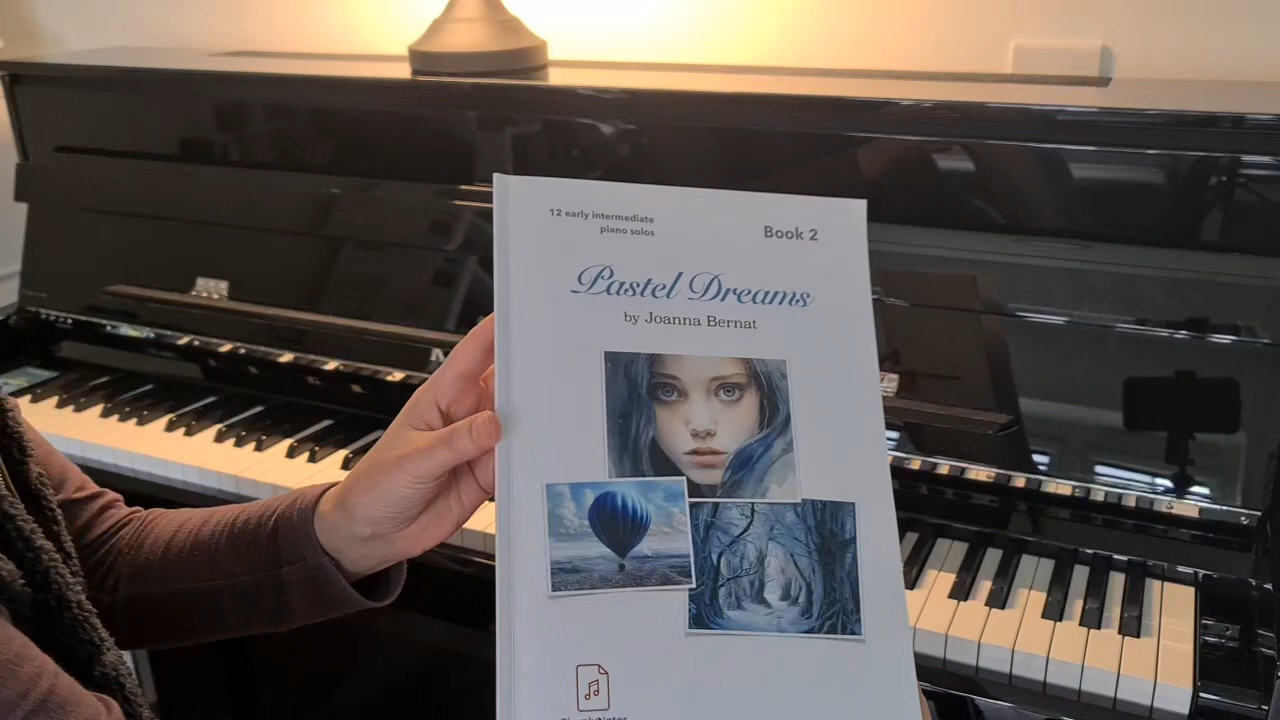 12 early intermediate
piano solos
Book 2
Pastel Dreams
by Joanna Bernat